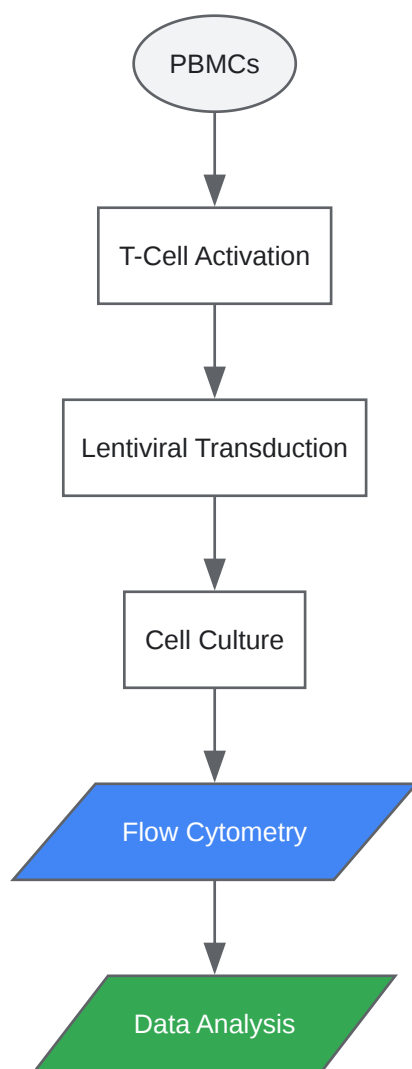 PBMCs
T-Cell Activation
Lentiviral Transduction
Cell Culture
Flow Cytometry
Data Analysis